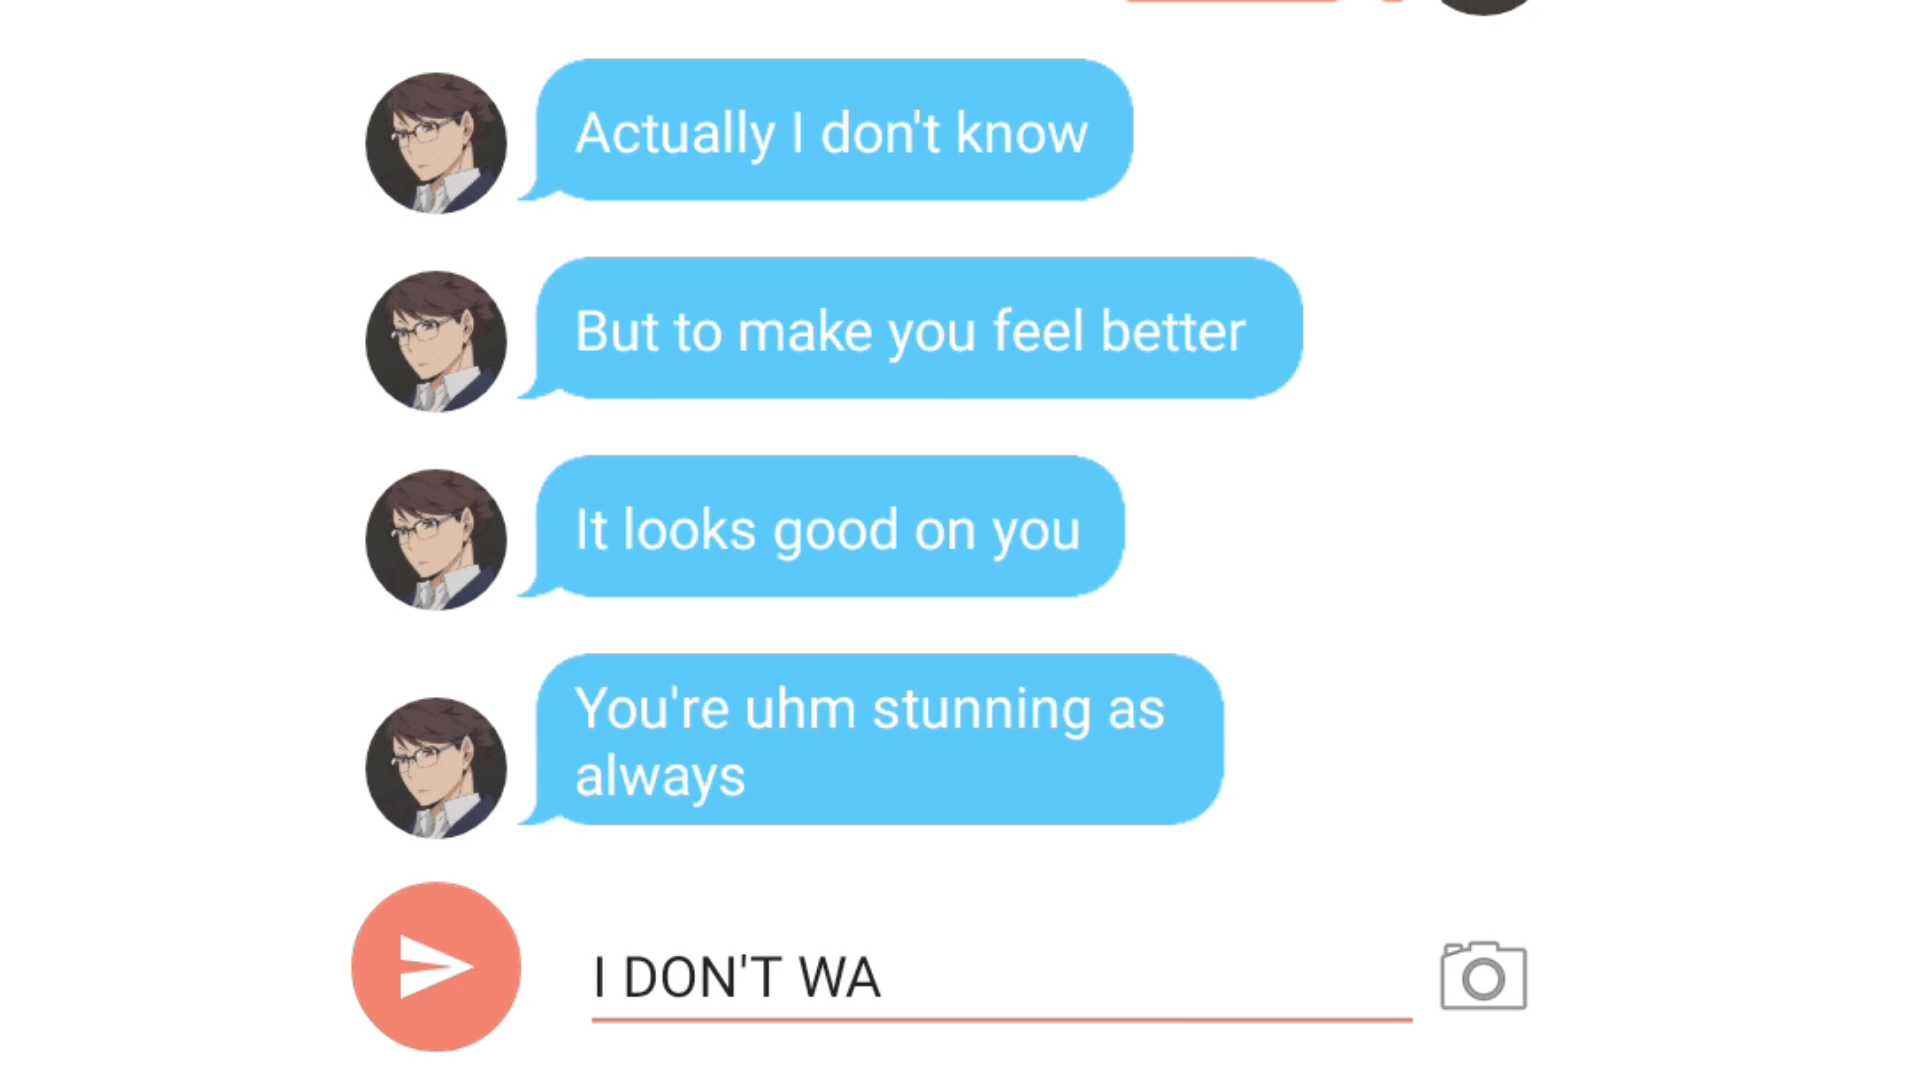 Actually I don't know
But to make you feel better
It looks good on you
You're uhm stunning as
always
I DON'T WA